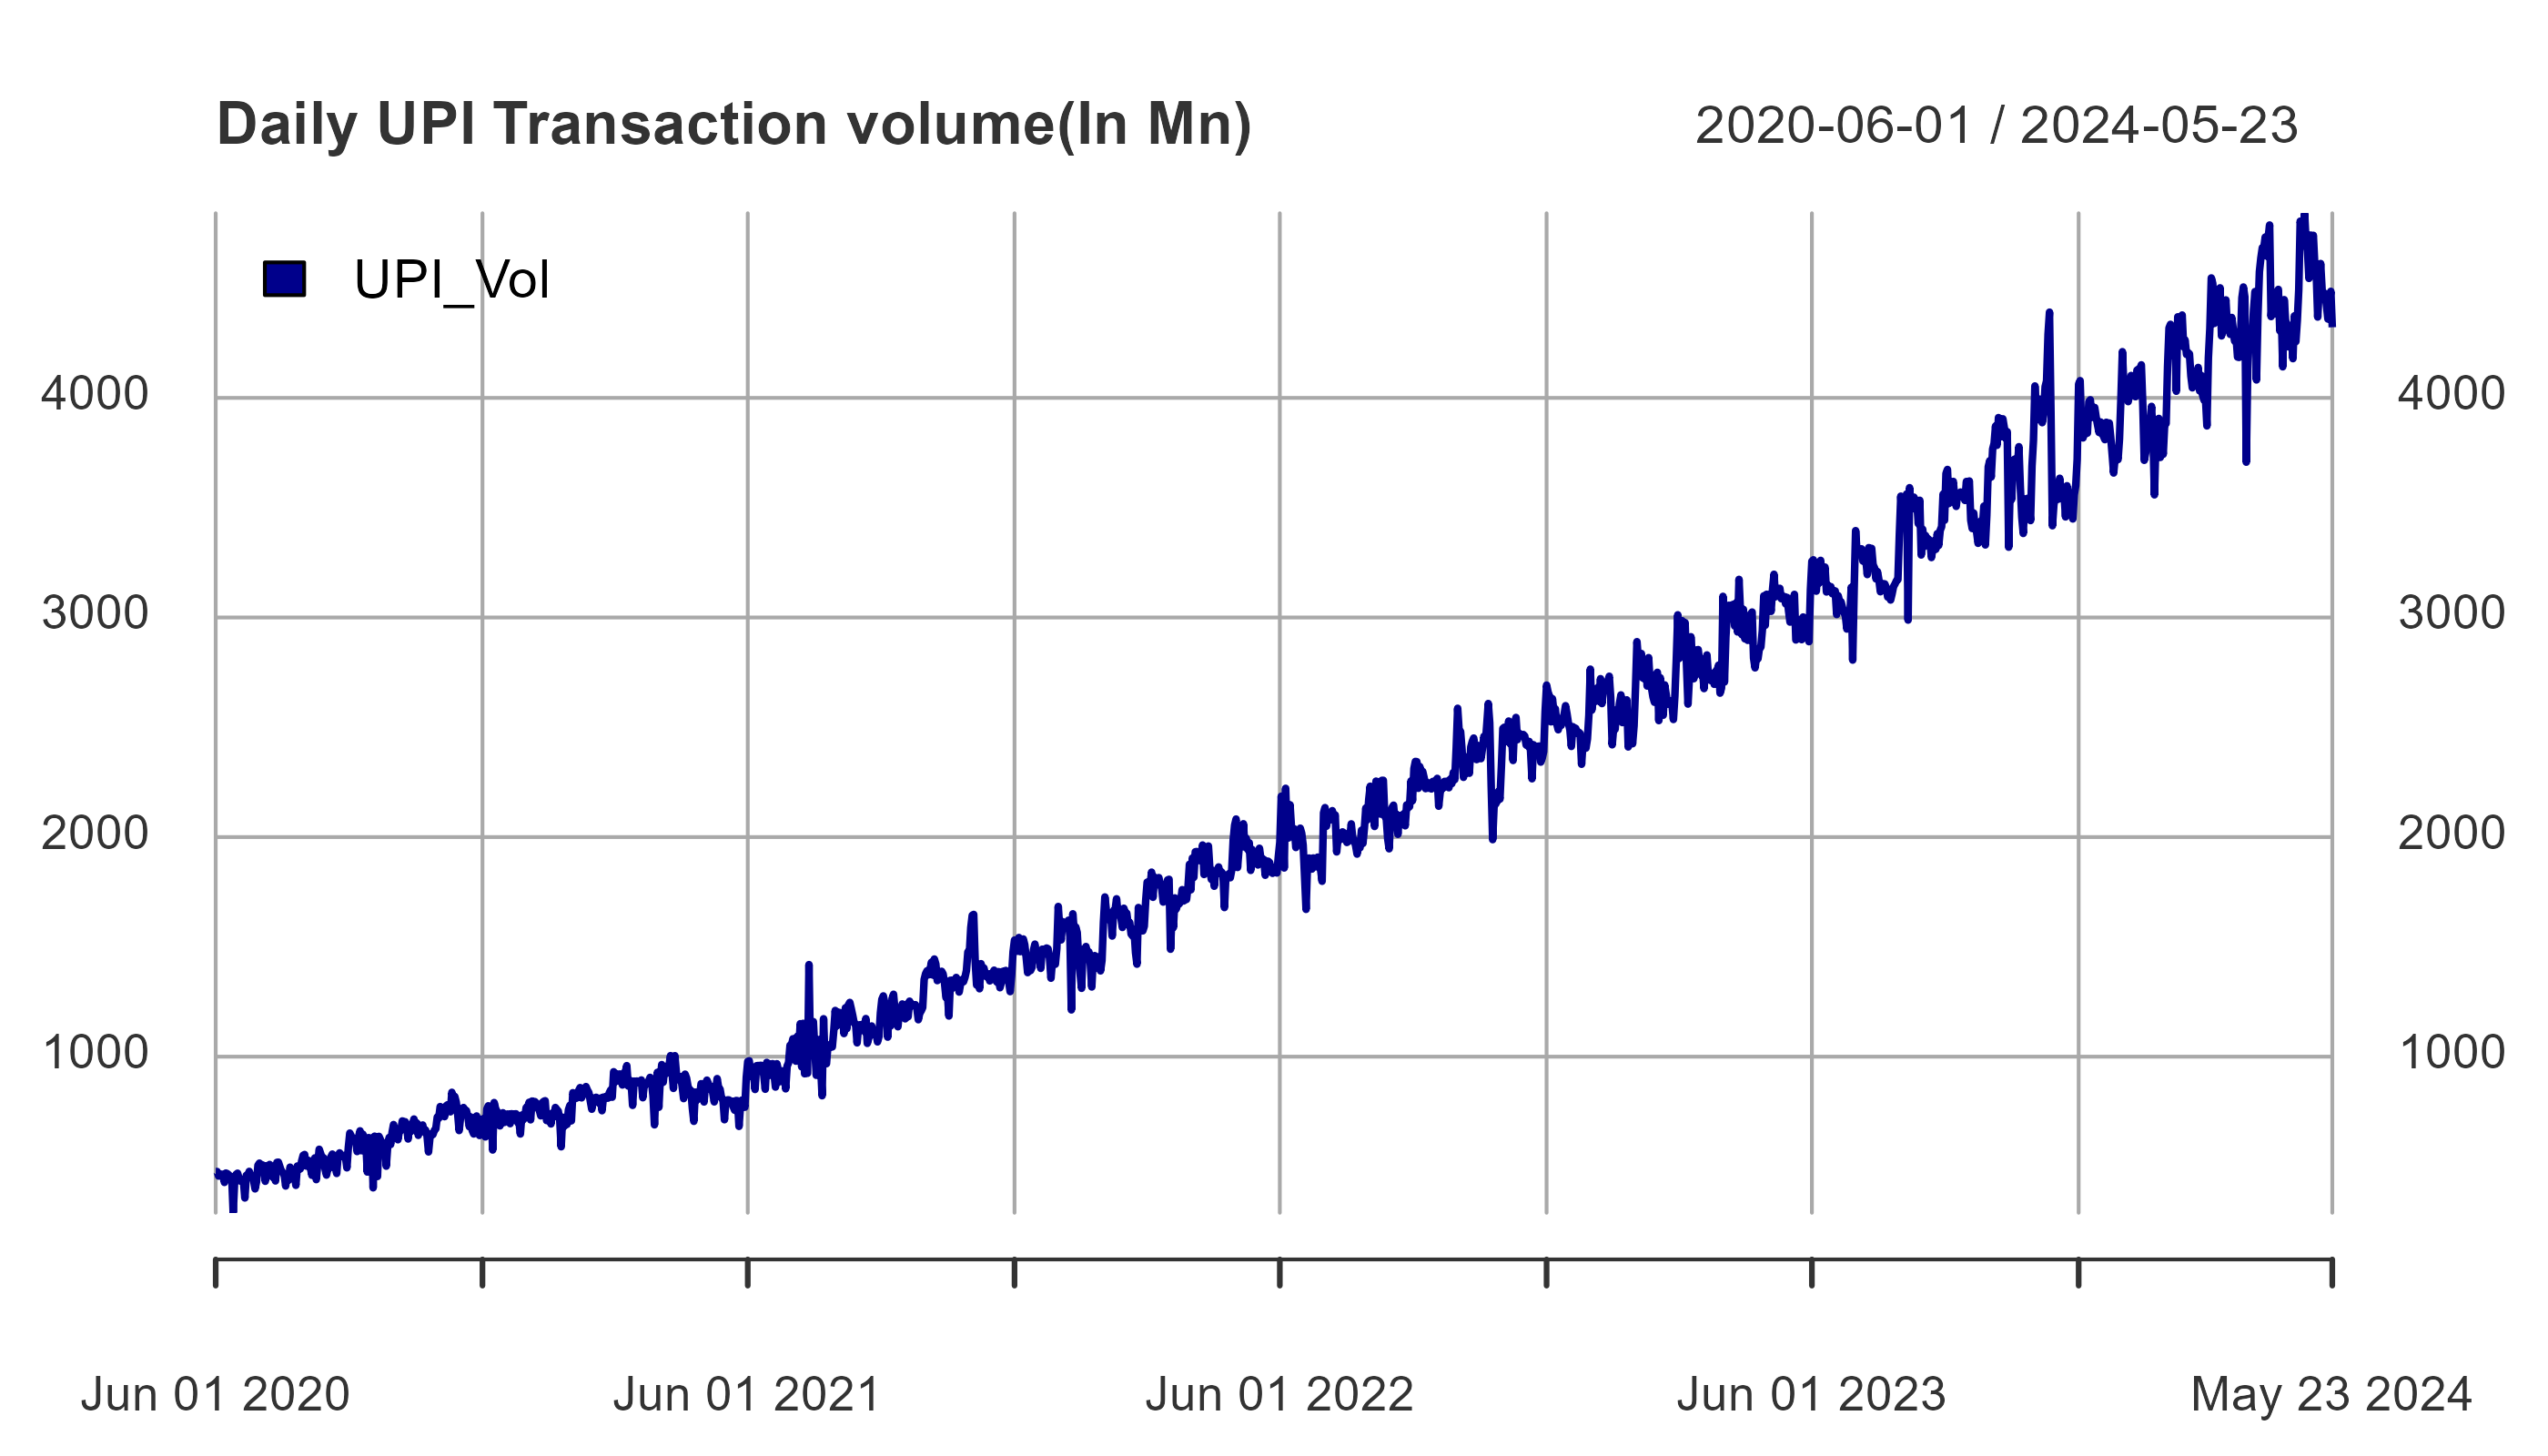 Daily UPI Transaction volume(In Mn)
2020-06-01 / 2024-05-23
UPI_Vol
4000
4000
3000
3000
2000
2000
1000
1000
Jun 01 2020
Jun 01 2021
Jun 01 2022
Jun 01 2023
May 23 2024